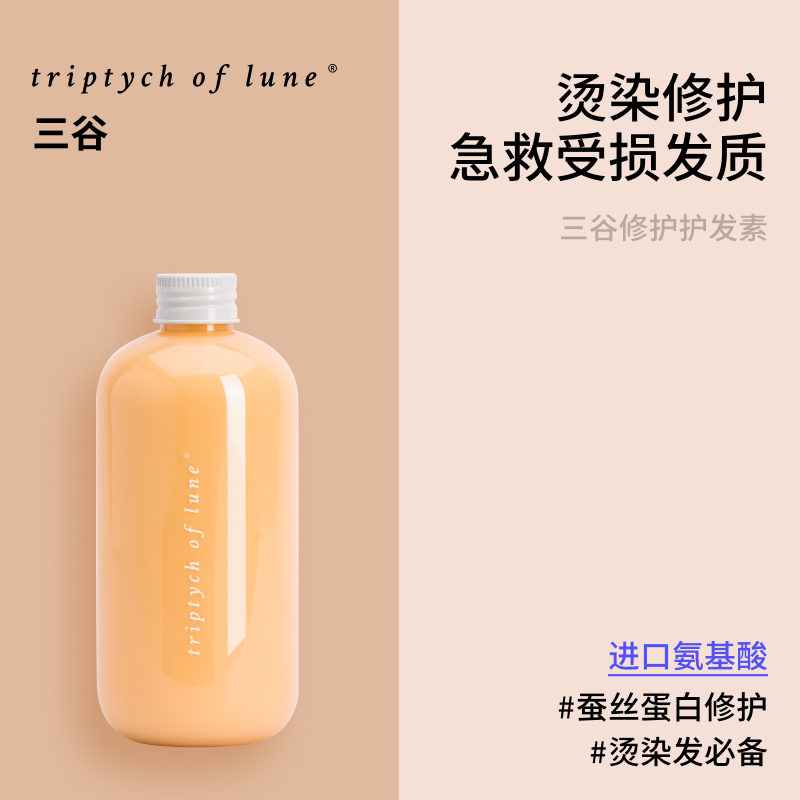 triptych of lune®
三谷
烫染修护
急救受损发质
三谷修护护发素
triptych of lune®
进口氨基酸
#蚕丝蛋白修护
#烫染发必备